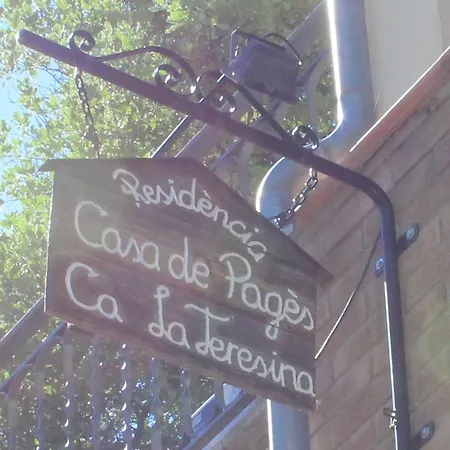 Residència
Casa de Pagès
Ca La Teresina